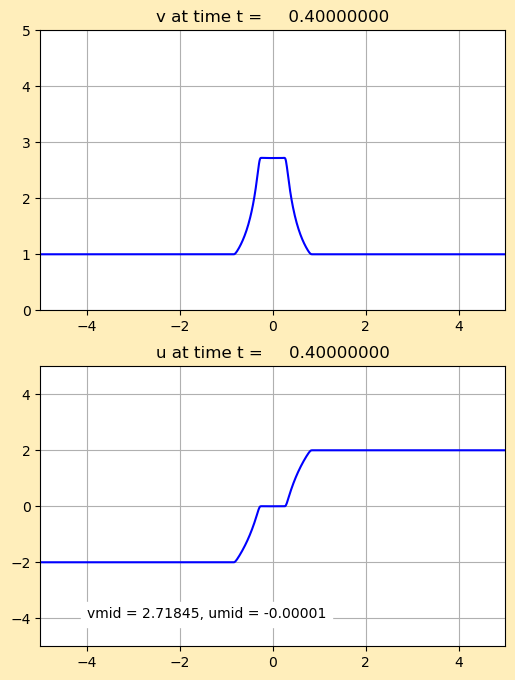 v at time t =     0.40000000
5
4
3
2
1
0
−4 −2 0 2 4
u at time t =     0.40000000
4
2
0
−2
−4
vmid = 2.71845, umid = -0.00001
−4 −2 0 2 4